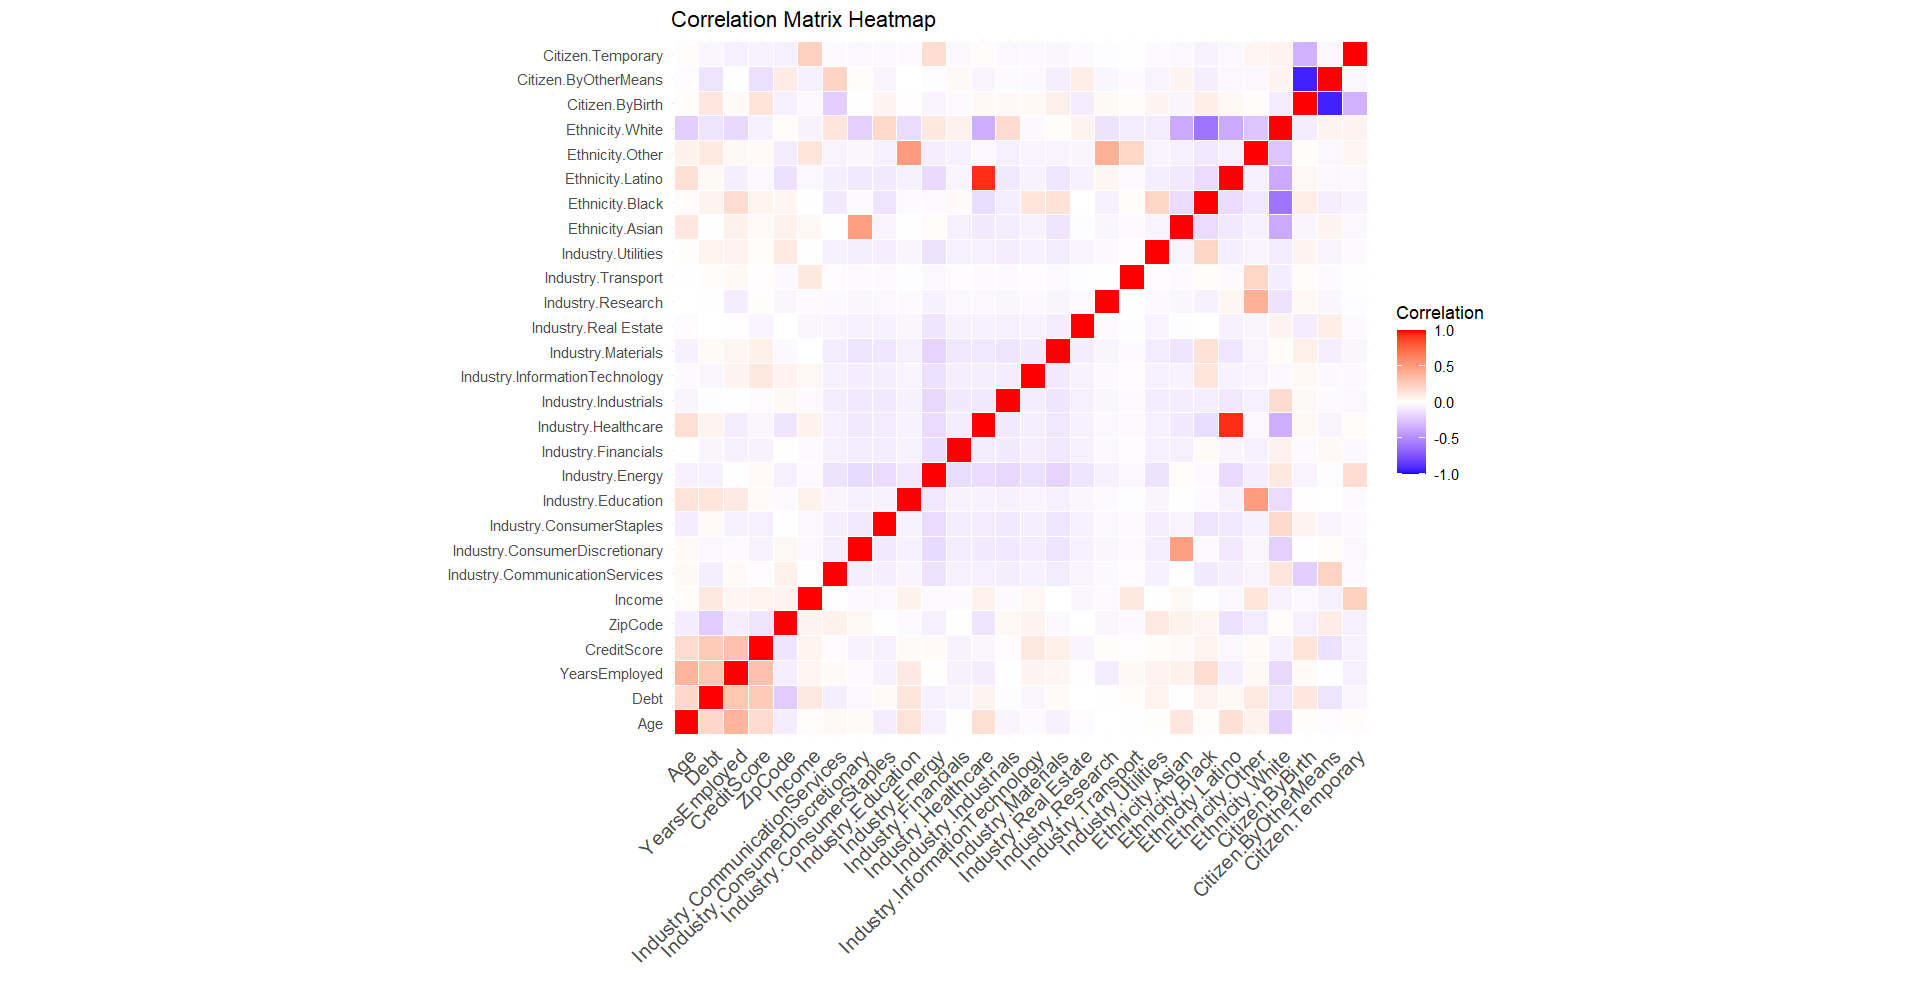 Correlation Matrix Heatmap
Citizen.Temporary
Citizen.ByOtherMeans
Citizen.ByBirth
Ethnicity.White
Ethnicity.Other
Ethnicity.Latino
Ethnicity.Black
Ethnicity.Asian
Industry.Utilities
Industry.Transport
Industry.Research
Industry.Real Estate
Industry.Materials
Industry.InformationTechnology
Industry.Industrials
Industry.Healthcare
Industry.Financials
Industry.Energy
Industry.Education
Industry.ConsumerStaples
Industry.ConsumerDiscretionary
Industry.CommunicationServices
Income
ZipCode
CreditScore
YearsEmployed
Debt
Age
Age
Debt
YearsEmployed
CreditScore
ZipCode
Income
Industry.CommunicationServices
Industry.ConsumerDiscretionary
Industry.ConsumerStaples
Industry.Education
Industry.Energy
Industry.Financials
Industry.Healthcare
Industry.Industrials
Industry.InformationTechnology
Industry.Materials
Industry.Real Estate
Industry.Research
Industry.Transport
Industry.Utilities
Ethnicity.Asian
Ethnicity.Black
Ethnicity.Latino
Ethnicity.Other
Ethnicity.White
Citizen.ByBirth
Citizen.ByOtherMeans
Citizen.Temporary
Correlation
1.0
0.5
0.0
-0.5
-1.0